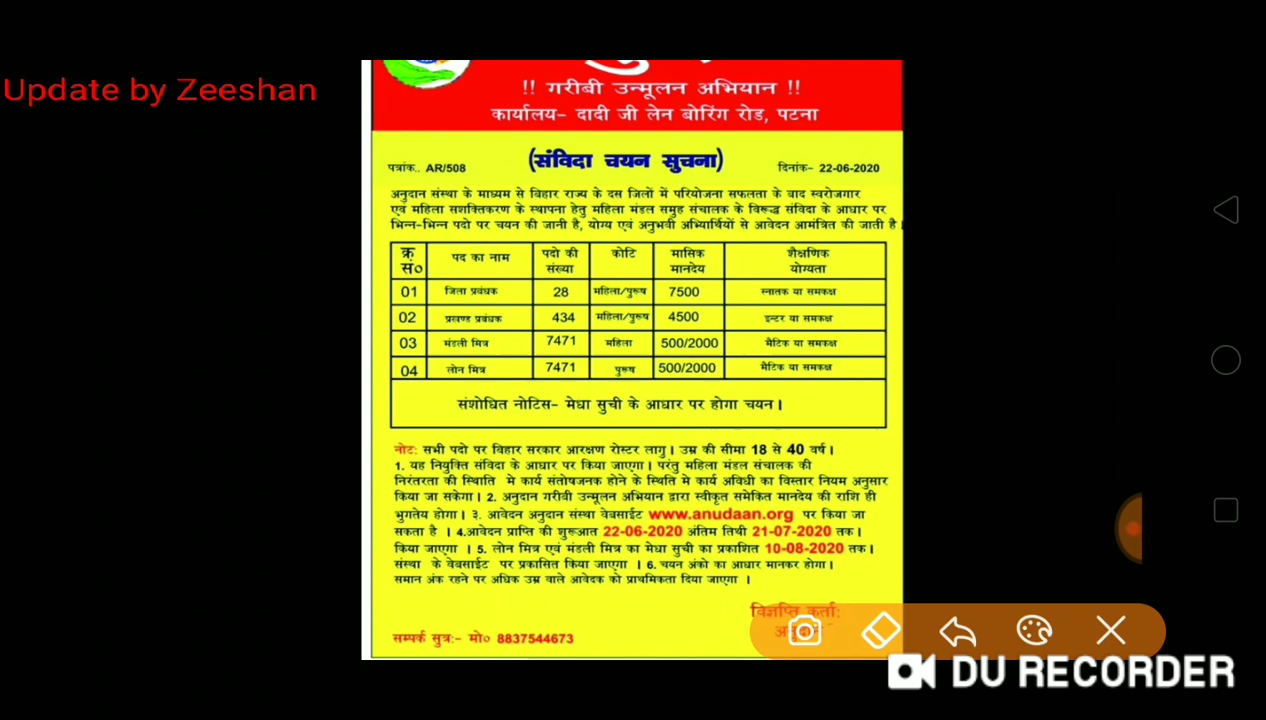 Update by Zeeshan
!! गरीबी उन्मूलन अभियान !!
कार्यालय- दादी जी लेन बोरिंग रोड, पटना
पत्रांक.. AR/508 (संविदा चयन सुचना) दिनांक- 22-06-2020
अनुदान संस्था के माध्यम से बिहार राज्य के दस जिलों में परियोजना सफलता के बाद स्वरोजगार
एवं महिला सशक्तिकरण के स्थापना हेतु महिला मंडल समुह संचालक के विरूद्ध संविदा के आधार पर
भिन्न-भिन्न पदो पर चयन की जानी है, योग्य एवं अनुभवी अभ्यिार्थियों से आवेदन आमंत्रित की जाती है।
क्र सं० पद का नाम पदो की संख्या कोटि मासिक मानदेय शैक्षणिक योग्यता
01 जिला प्रबंधक 28 महिला/पुरूष 7500 स्नातक या समकक्ष
02 प्रखण्ड प्रबंधक 434 महिला/पुरूष 4500 इन्टर या समकक्ष
03 मंडली मित्र 7471 महिला 500/2000 मैटिक या समकक्ष
04 लोन मित्र 7471 पुरूष 500/2000 मैटिक या समकक्ष
संशोधित नोटिस- मेधा सुची के आधार पर होगा चयन।
नोट: सभी पदो पर बिहार सरकार आरक्षण रोस्टर लागु। उम्र की सीमा 18 से 40 वर्ष।
1. यह नियुक्ति संविदा के आधार पर किया जाएगा। परंतु महिला मंडल संचालक की
निरंतरता की स्थिाति मे कार्य संतोषजनक होने के स्थिति मे कार्य अविधी का विस्तार नियम अनुसार
किया जा सकेगा। 2. अनुदान गरीबी उन्मूलन अभियान द्वारा स्वीकृत समेकित मानदेय की राशि ही
भुगतेय होगा। ३. आवेदन अनुदान संस्था वेबसाईट www.anudaan.org पर किया जा
सकता है । 4.आवेदन प्राप्ति की शुरूआत 22-06-2020 अंतिम तिथी 21-07-2020 तक।
किया जाएगा । 5. लोन मित्र एवं मंडली मित्र का मेधा सुची का प्रकाशित 10-08-2020 तक।
संस्था के वेबसाईट पर प्रकासित किया जाएगा । 6. चयन अंको का आधार मानकर होगा।
समान अंक रहने पर अधिक उम्र वाले आवेदक को प्राथमिकता दिया जाएगा ।
विज्ञप्ति कर्ता:
सम्पर्क सुत्र:- मो० 8837544673
DU RECORDER